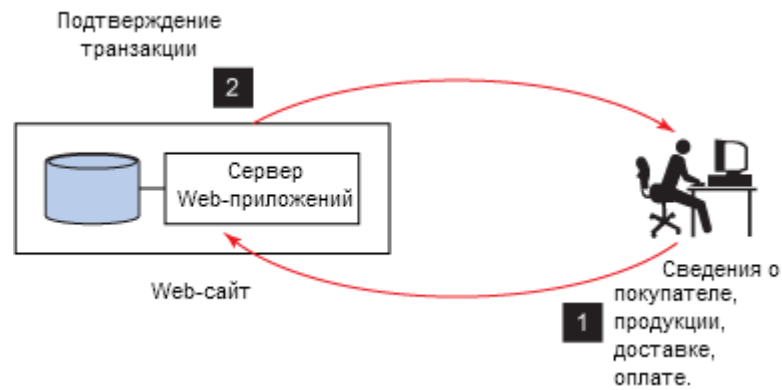 Подтверждение
транзакции
2
Сервер
Web-приложений
Web-сайт
1
Сведения о
покупателе,
продукции,
доставке,
оплате.